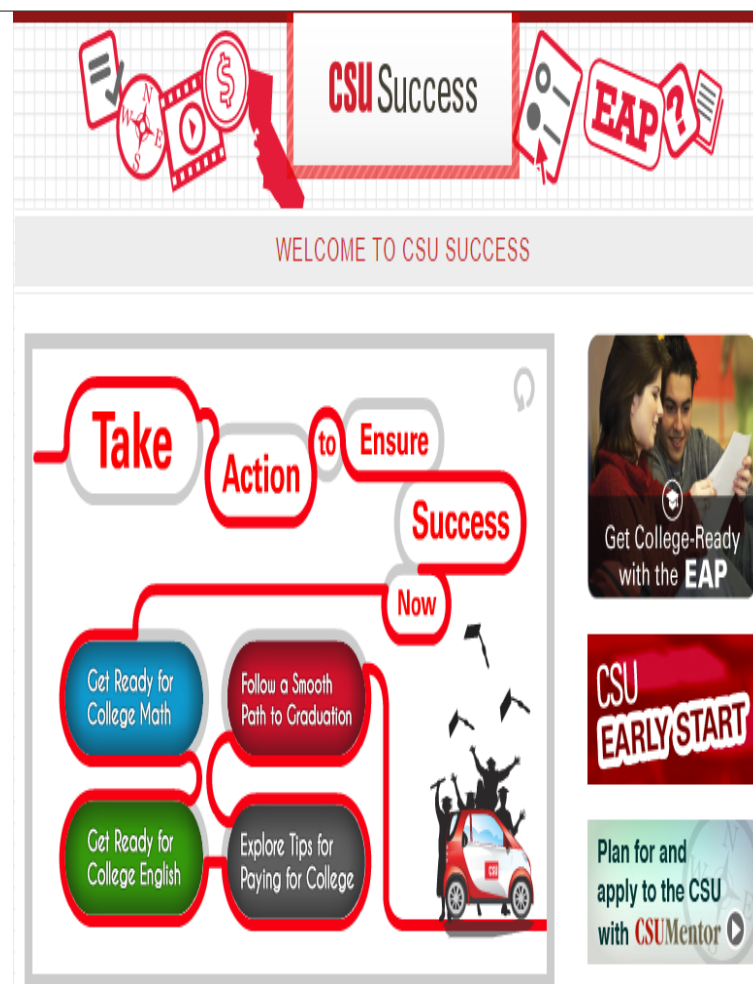 CSU Success
EAP
?
$
N
W
E
S
WELCOME TO CSU SUCCESS
Take
Action
to
Ensure
Success
Now
Get Ready for
College Math
Get Ready for
College English
Follow a Smooth
Path to Graduation
Explore Tips for
Paying for College
CSU
Get College-Ready
with the EAP
CSU
EARLY START
Plan for and
apply to the CSU
with CSUMentor